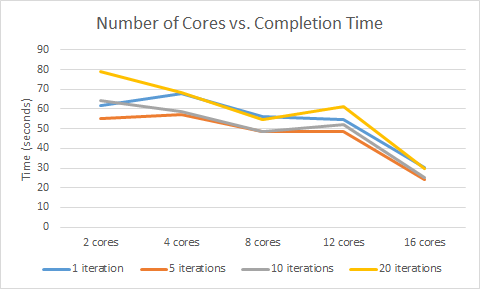 Number of Cores vs. Completion Time
Time (seconds)
90
80
70
60
50
40
30
20
10
0
2 cores 4 cores 8 cores 12 cores 16 cores
1 iteration 5 iterations 10 iterations 20 iterations